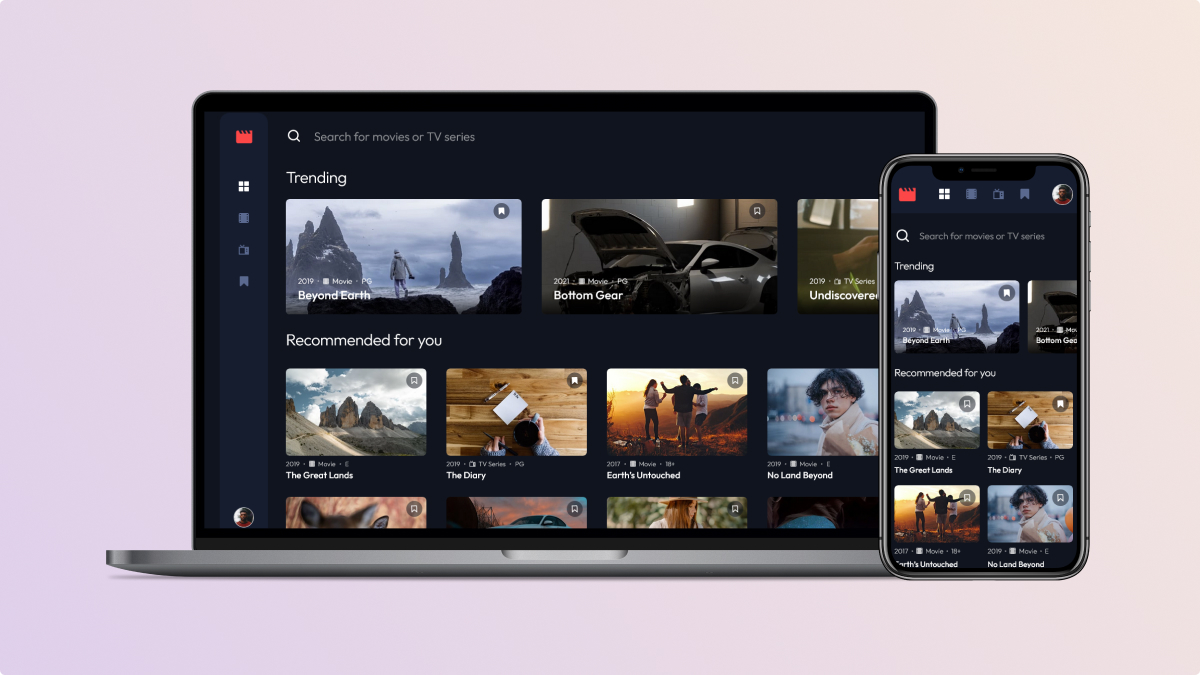 Search for movies or TV series
Trending
2019 · Movie · PG
Beyond Earth
2021 · Movie · PG
Bottom Gear
2019 · TV Series
Undiscovere
Recommended for you
2019 · Movie · E
The Great Lands
2019 · TV Series · PG
The Diary
2017 · Movie · 18+
Earth's Untouched
2019 · Movie · E
No Land Beyond
Search for movies or TV series
Trending
2019 · Movie · PG
Beyond Earth
2021 · Mov
Bottom Gea
Recommended for you
2019 · Movie · E
The Great Lands
2019 · TV Series · PG
The Diary
2017 · Movie · 18+
Earth's Untouched
2019 · Movie · E
No Land Beyond